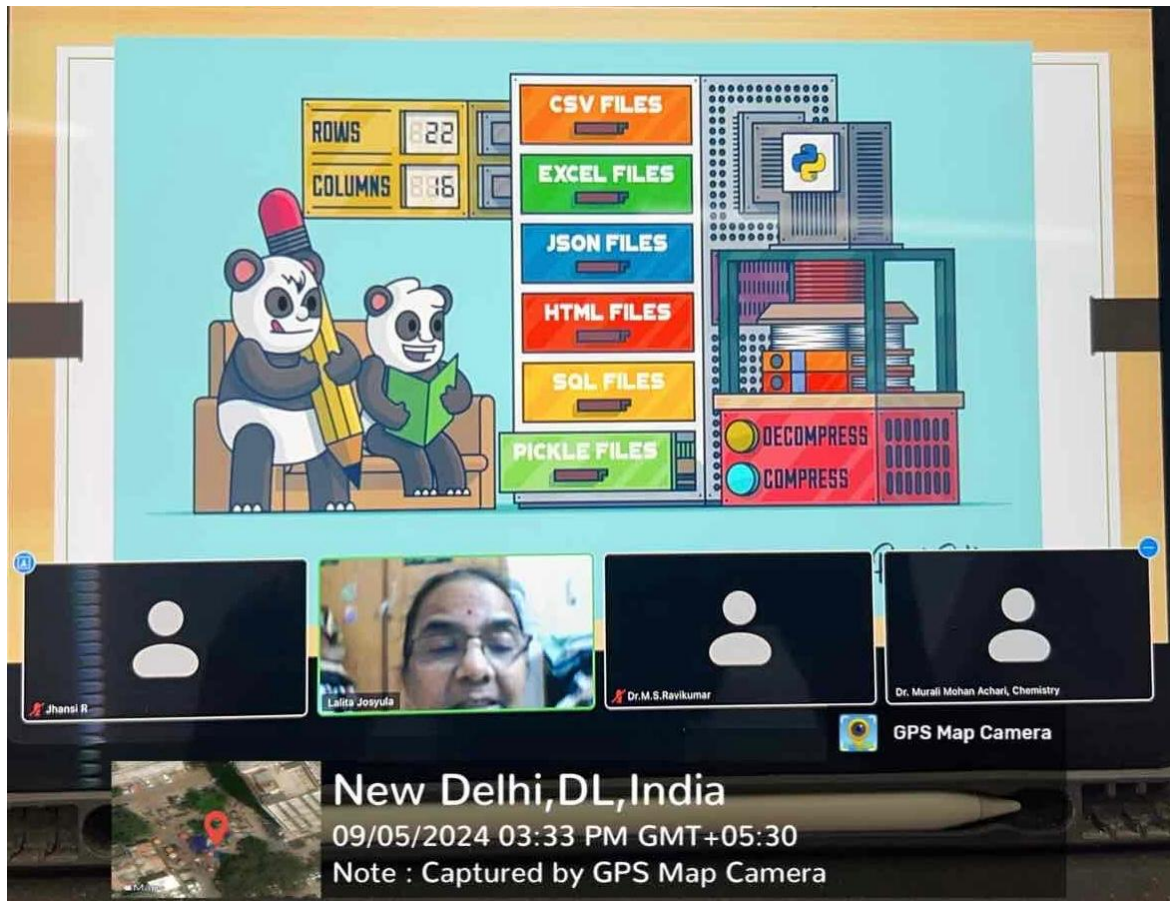 ROWS 22
COLUMNS 16
CSV FILES
EXCEL FILES
JSON FILES
HTML FILES
SQL FILES
PICKLE FILES
DECOMPRESS
COMPRESS
Jhansi R
Lalita Josyula
Dr.M.S.Ravikumar
Dr. Murali Mohan Achari, Chemistry
GPS Map Camera
New Delhi,DL,India
09/05/2024 03:33 PM GMT+05:30
Note : Captured by GPS Map Camera